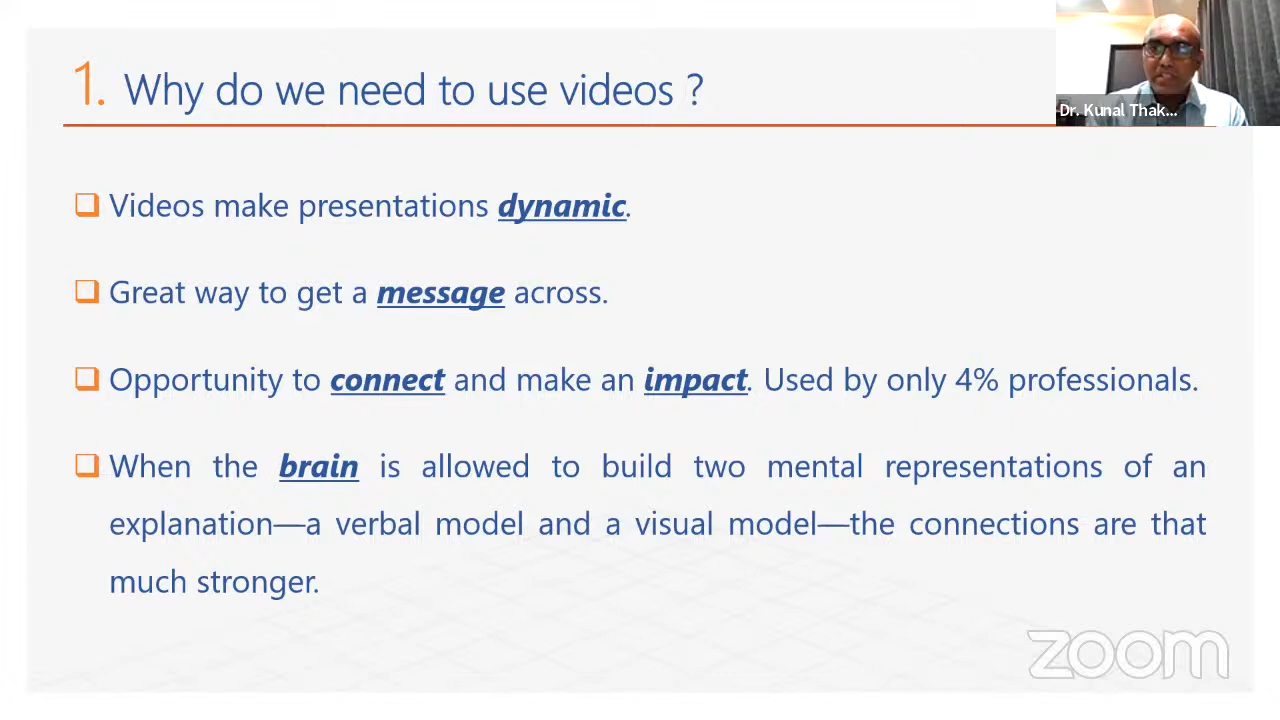 1. Why do we need to use videos ?
Dr. Kunal Thak...
Videos make presentations dynamic.
Great way to get a message across.
Opportunity to connect and make an impact. Used by only 4% professionals.
When the brain is allowed to build two mental representations of an
explanation—a verbal model and a visual model—the connections are that
much stronger.
zoom